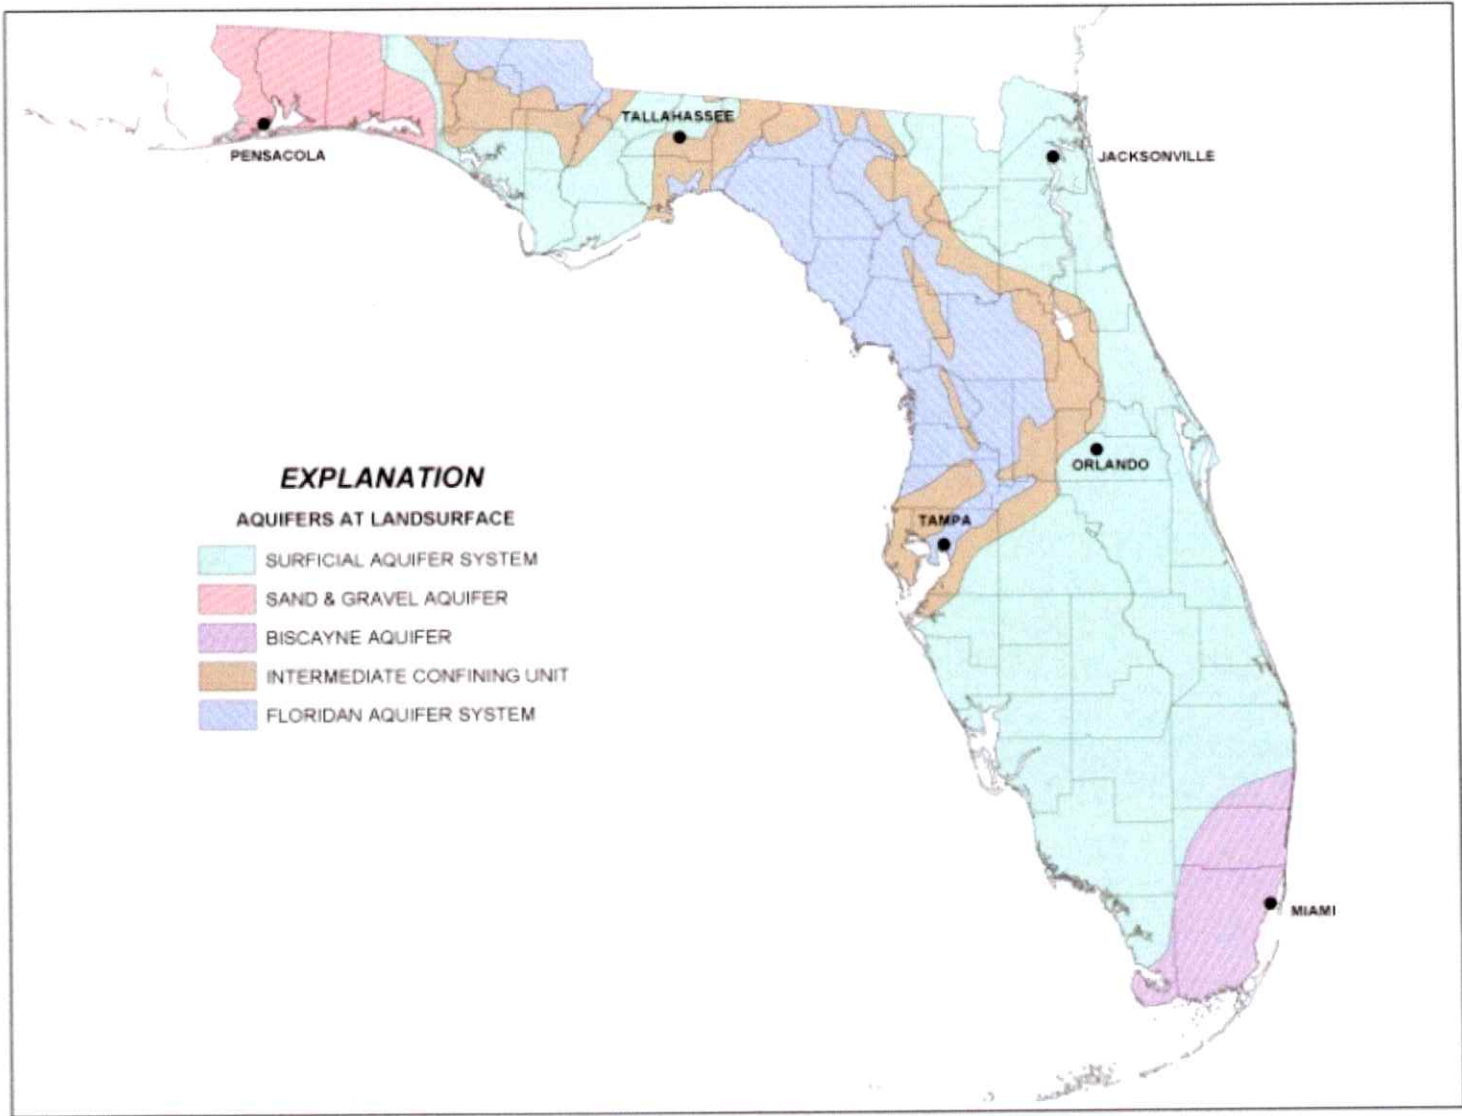 TALLAHASSEE
PENSACOLA
JACKSONVILLE
ORLANDO
EXPLANATION
AQUIFERS AT LANDSURFACE
TAMPA
SURFICIAL AQUIFER SYSTEM
SAND & GRAVEL AQUIFER
BISCAYNE AQUIFER
INTERMEDIATE CONFINING UNIT
FLORIDAN AQUIFER SYSTEM
MIAMI